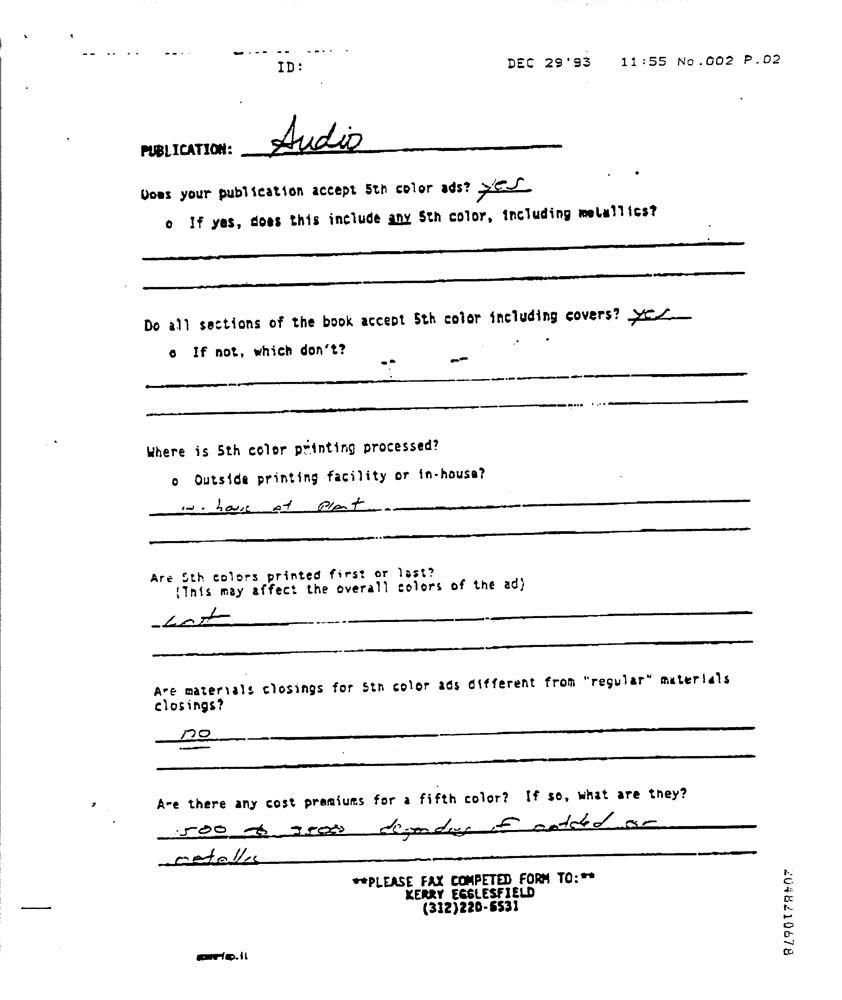 ID: DEC 29'93 11:55 No.002 P.02
PUBLICATION: Audio
Does your publication accept 5th color ads? yes
o If yes, does this include any 5th color, including metallics?
Do all sections of the book accept 5th color including covers? yes
o If not, which don't?
Where is 5th color printing processed?
o Outside printing facility or in-house?
in-house at plant
Are 5th colors printed first or last?
(This may affect the overall colors of the ad)
Last
Are materials closings for 5th color ads different from "regular" materials
closings?
no
Are there any cost premiums for a fifth color? If so, what are they?
500 to depending if matched or
metallic
**PLEASE FAX COMPETED FORM TO:**
KERRY EGGLESFIELD
(312)220-6531
2048210678